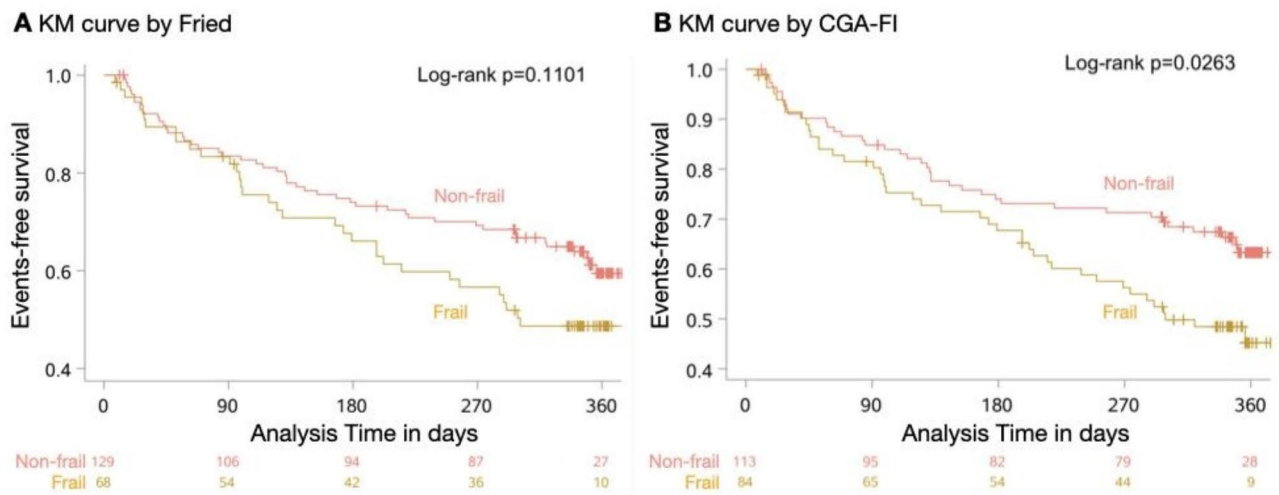 A KM curve by Fried
Log-rank p=0.1101
Events-free survival
1.0
0.8
0.6
0.4
Non-frail
Frail
0 90 180 270 360
Analysis Time in days
Non-frail 129 106 94 87 27
Frail 68 54 42 36 10
B KM curve by CGA-FI
Log-rank p=0.0263
Events-free survival
1.0
0.9
0.8
0.7
0.6
0.5
0.4
Non-frail
Frail
0 90 180 270 360
Analysis Time in days
Non-frail 113 95 82 79 28
Frail 84 65 54 44 9